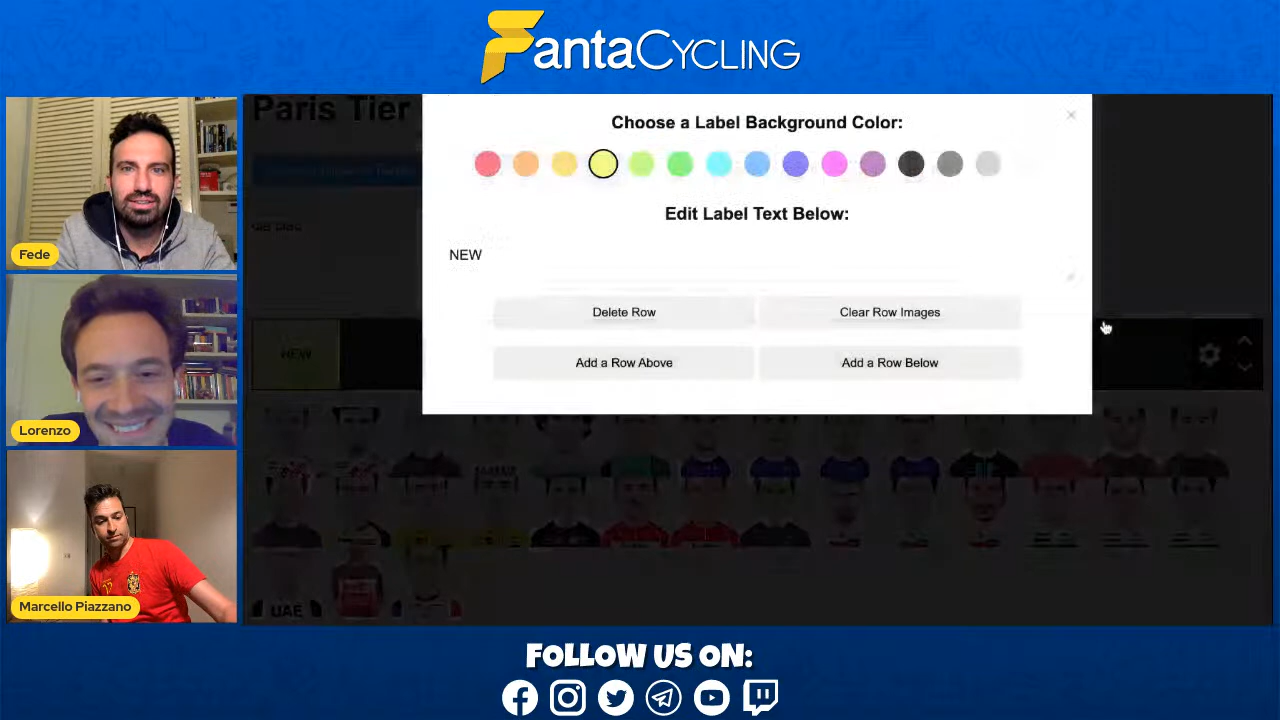 FantaCycling
Paris Tier
Choose a Label Background Color:
Edit Label Text Below:
NEW
Delete Row
Clear Row Images
Add a Row Above
Add a Row Below
NEW
UAE
Fede
Lorenzo
Marcello Piazzano
FOLLOW US ON: